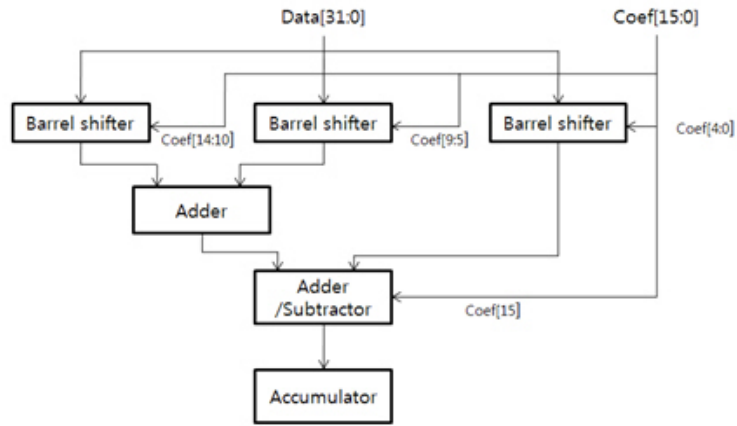 Data[31:0]
Coef[15:0]
Barrel shifter
Barrel shifter
Barrel shifter
Coef[14:10]
Coef[9:5]
Coef[4:0]
Adder
Adder
/Subtractor
Coef[15]
Accumulator